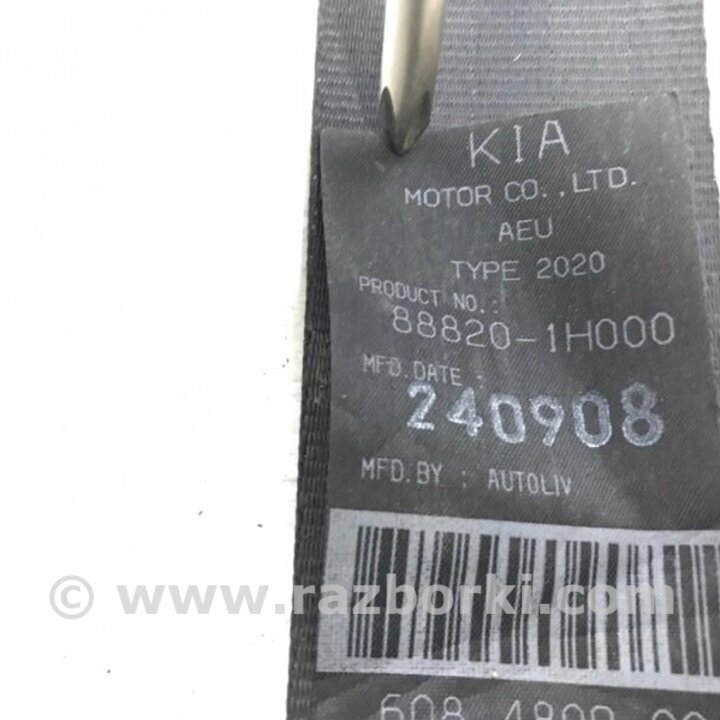 KIA
MOTOR CO.,LTD.
AEU
TYPE 2020
PRODUCT NO.:
88820-1H000
MFD.DATE :
240908
MFD.BY : AUTOLIV
© www.razborki.com